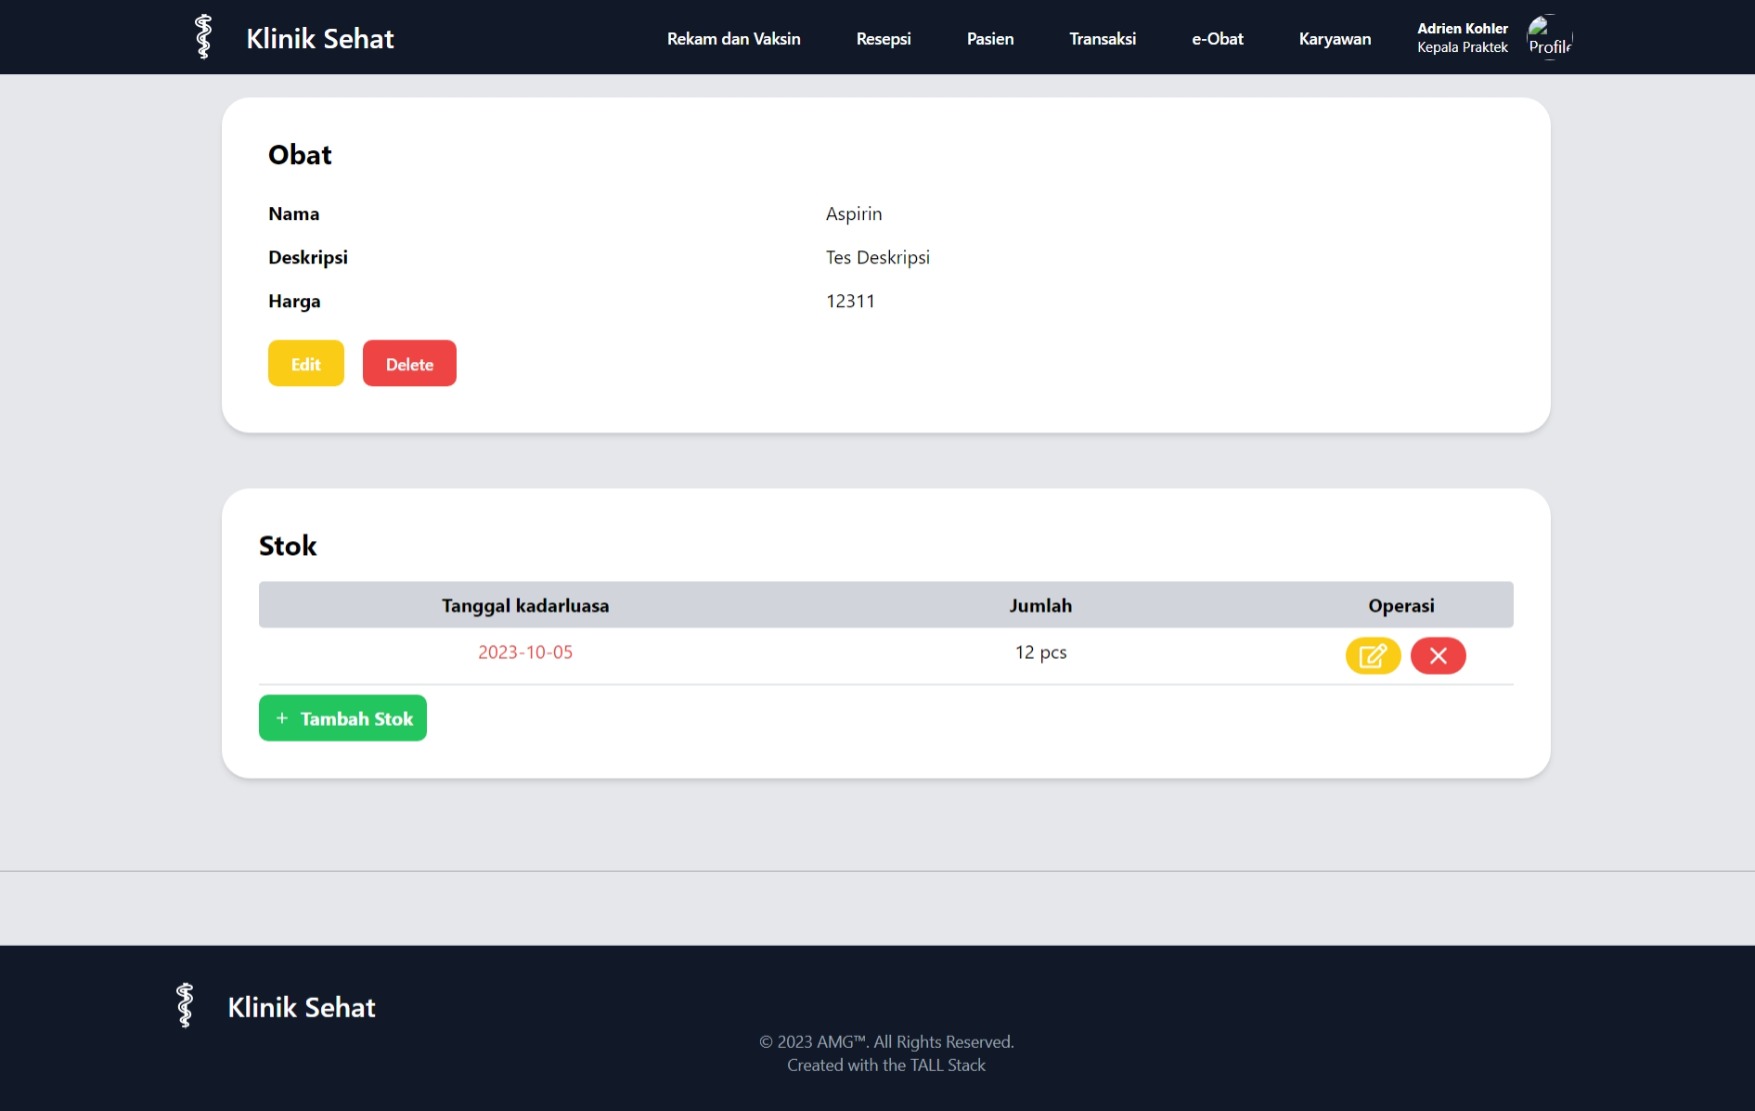 Klinik Sehat
Rekam dan Vaksin
Resepsi
Pasien
Transaksi
e-Obat
Karyawan
Adrien Kohler
Kepala Praktek
Profile
Obat
Nama Aspirin
Deskripsi Tes Deskripsi
Harga 12311
Edit Delete
Stok
Tanggal kadarluasa Jumlah Operasi
2023-10-05 12 pcs
+ Tambah Stok
Klinik Sehat
© 2023 AMG™. All Rights Reserved.
Created with the TALL Stack